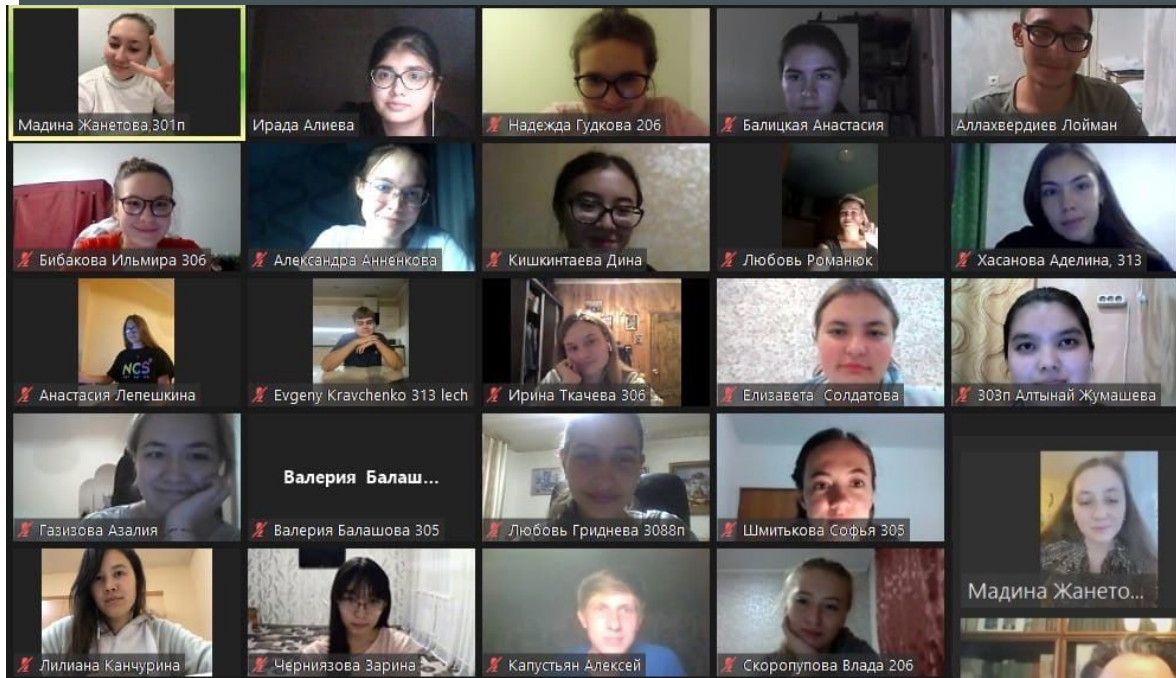 Мадина Жанетова,301п
Ирада Алиева
Надежда Гудкова 206
Балицкая Анастасия
Аллахвердиев Лойман
Бибакова Ильмира 306
Александра Анненкова
Кишкинтаева Дина
Любовь Романюк
Хасанова Аделина, 313
NCS
Анастасия Лепешкина
Evgeny Kravchenko 313 lech
Ирина Ткачева 306
Елизавета Солдатова
303п Алтынай Жумашева
Газизова Азалия
Валерия Балаш...
Валерия Балашова 305
Любовь Гриднева 3088п
Шмитькова Софья 305
Мадина Жането...
Лилиана Канчурина
Черниязова Зарина
Капустьян Алексей
Скоропупова Влада 206